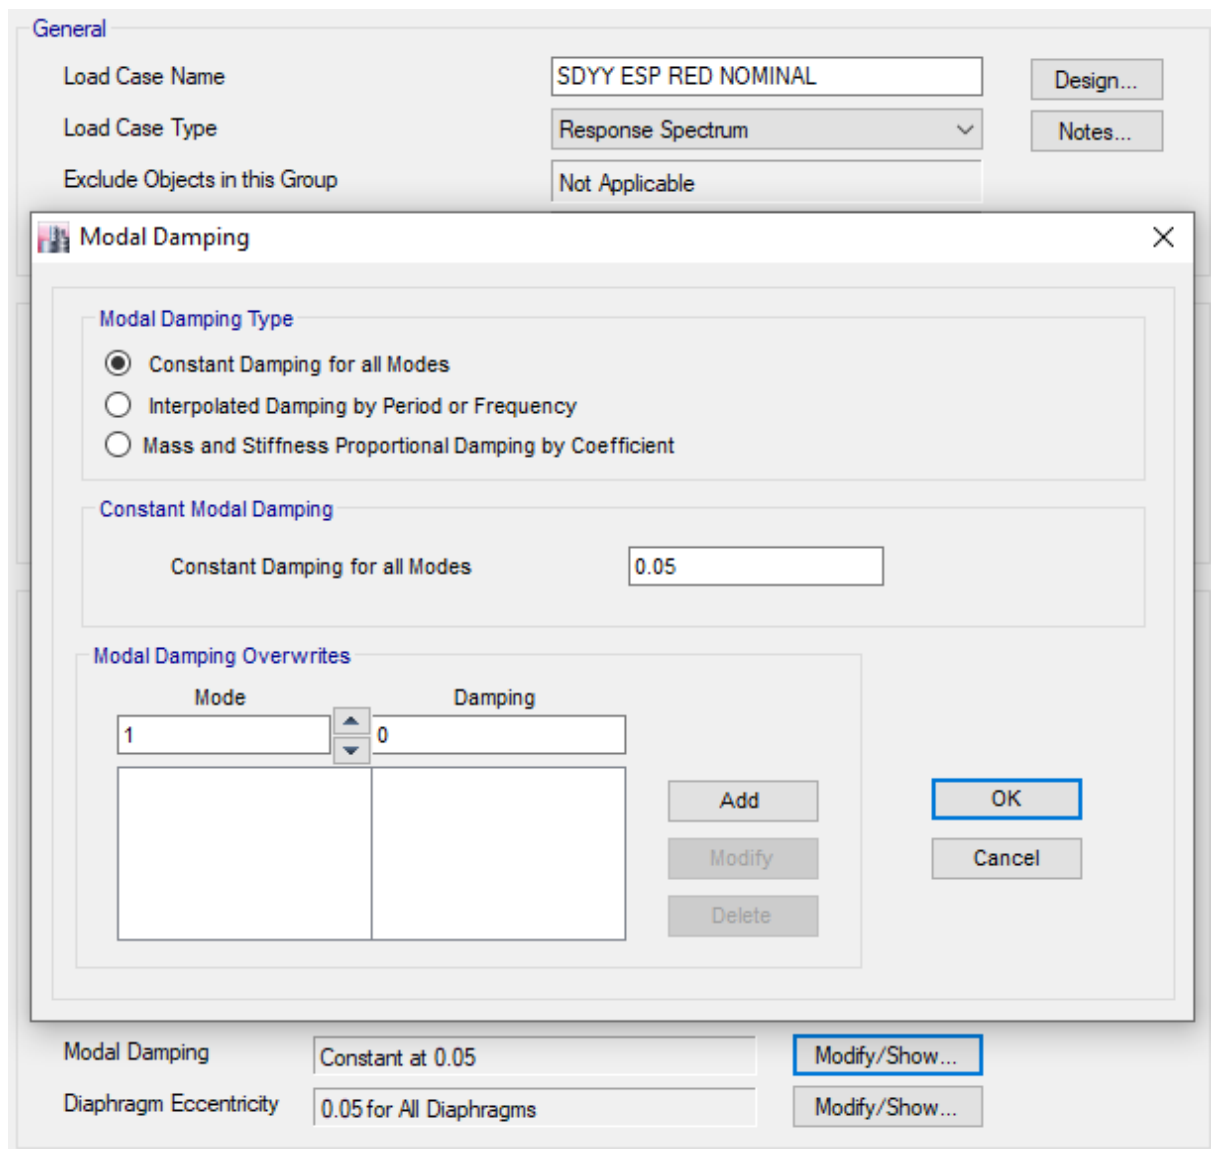 General
Load Case Name SDYY ESP RED NOMINAL Design...
Load Case Type Response Spectrum Notes...
Exclude Objects in this Group Not Applicable
Modal Damping
Modal Damping Type
Constant Damping for all Modes
Interpolated Damping by Period or Frequency
Mass and Stiffness Proportional Damping by Coefficient
Constant Modal Damping
Constant Damping for all Modes 0.05
Modal Damping Overwrites
Mode Damping
1 0
Add OK
Modify Cancel
Delete
Modal Damping Constant at 0.05 Modify/Show...
Diaphragm Eccentricity 0.05 for All Diaphragms Modify/Show...